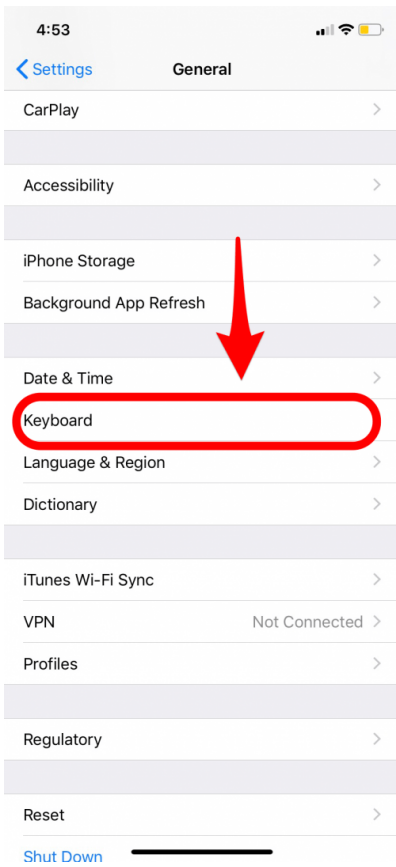 4:53
Settings General
CarPlay
Accessibility
iPhone Storage
Background App Refresh
Date & Time
Keyboard
Language & Region
Dictionary
iTunes Wi-Fi Sync
VPN Not Connected
Profiles
Regulatory
Reset
Shut Down